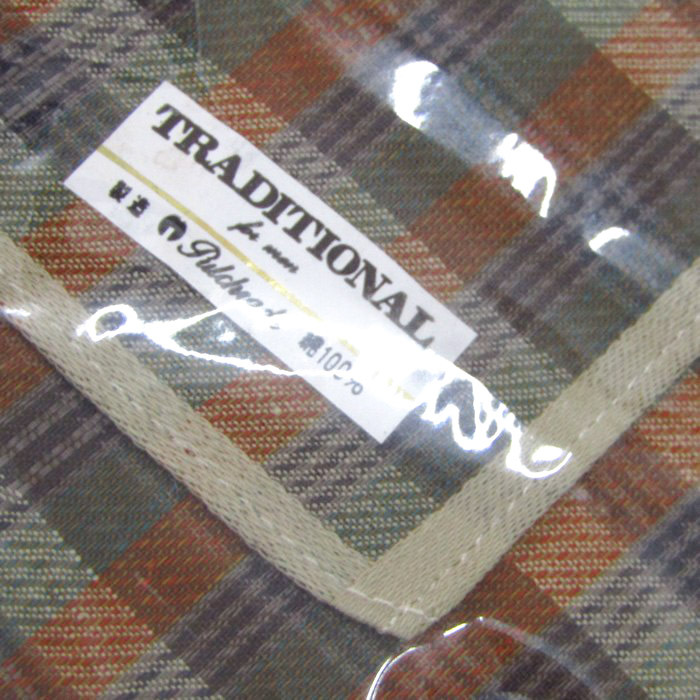 TRADITIONAL
for men
製造
綿100%